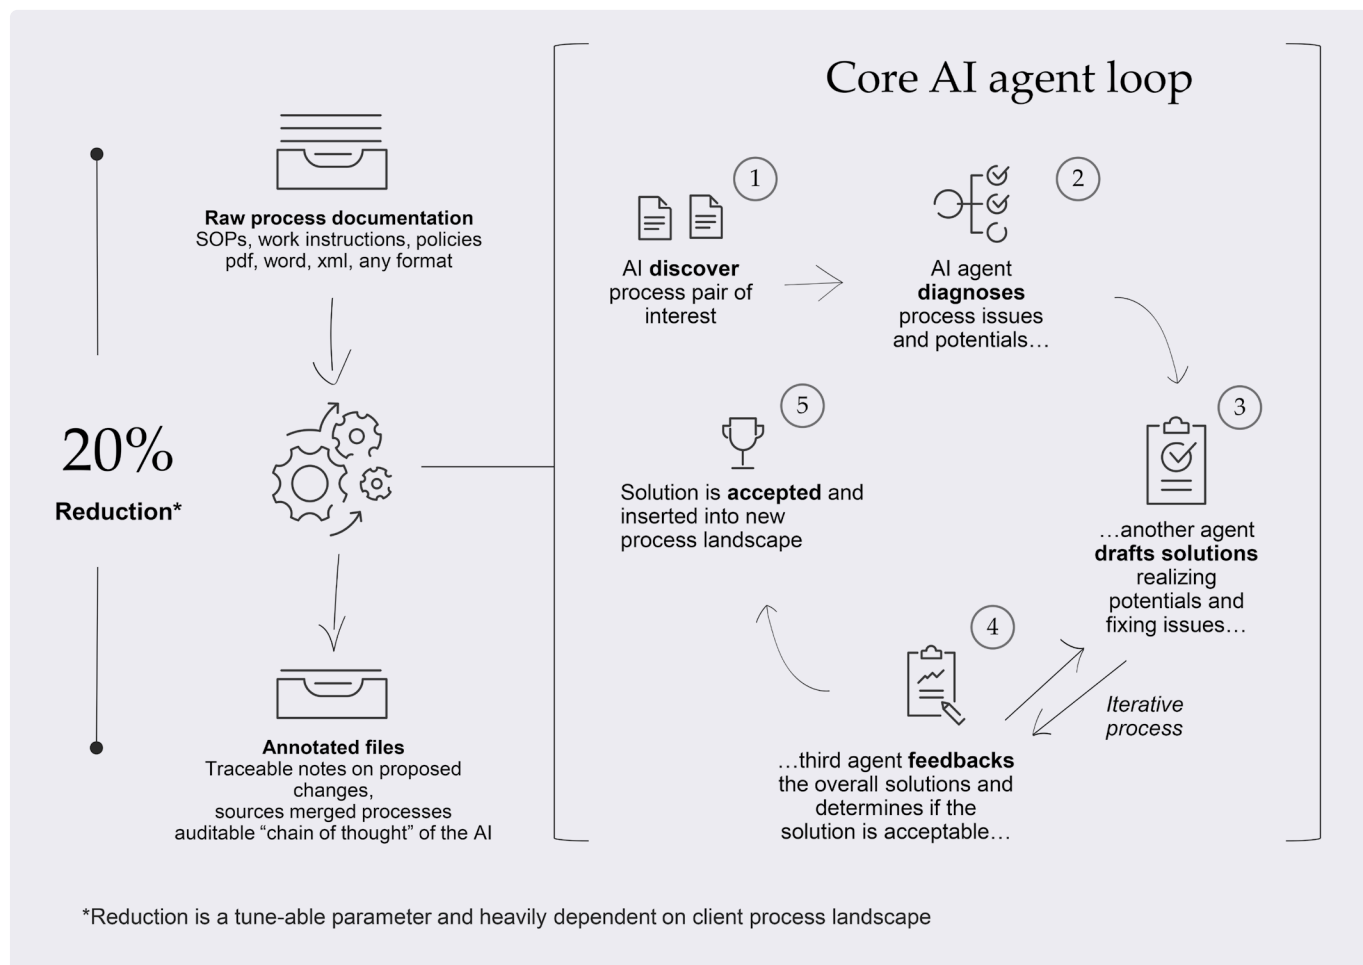 Core AI agent loop
Raw process documentation
SOPs, work instructions, policies
pdf, word, xml, any format
20%
Reduction*
Annotated files
Traceable notes on proposed
changes,
sources merged processes
auditable “chain of thought” of the AI
1
AI discover
process pair of
interest
2
AI agent
diagnoses
process issues
and potentials…
3
…another agent
drafts solutions
realizing
potentials and
fixing issues…
Iterative
process
4
…third agent feedbacks
the overall solutions and
determines if the
solution is acceptable…
5
Solution is accepted and
inserted into new
process landscape
*Reduction is a tune-able parameter and heavily dependent on client process landscape